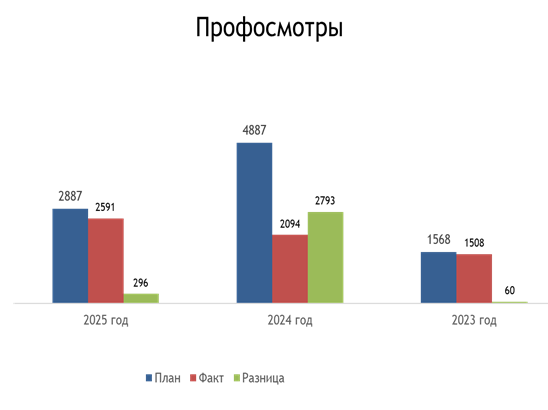 Профосмотры
4887
2887
2591
2094
2793
1568
1508
296
60
2025 год
2024 год
2023 год
План
Факт
Разница